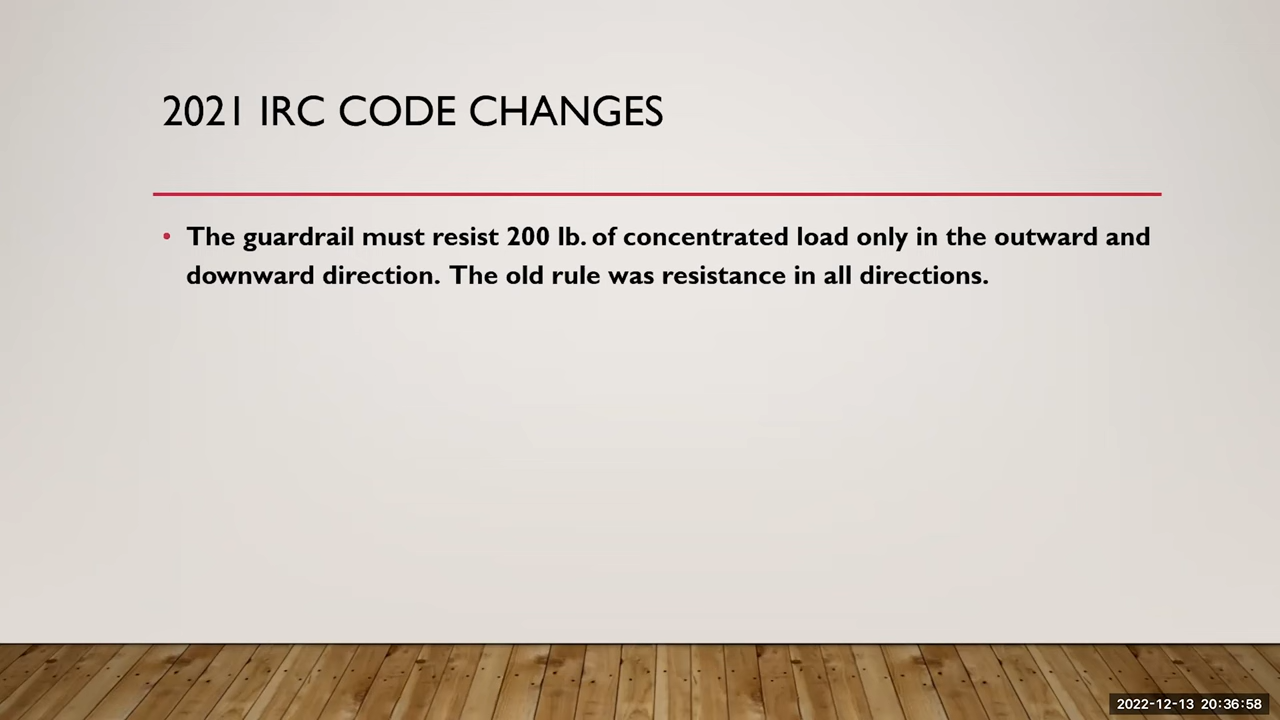 2021 IRC CODE CHANGES
• The guardrail must resist 200 lb. of concentrated load only in the outward and
downward direction. The old rule was resistance in all directions.
2022-12-13 20:36:58